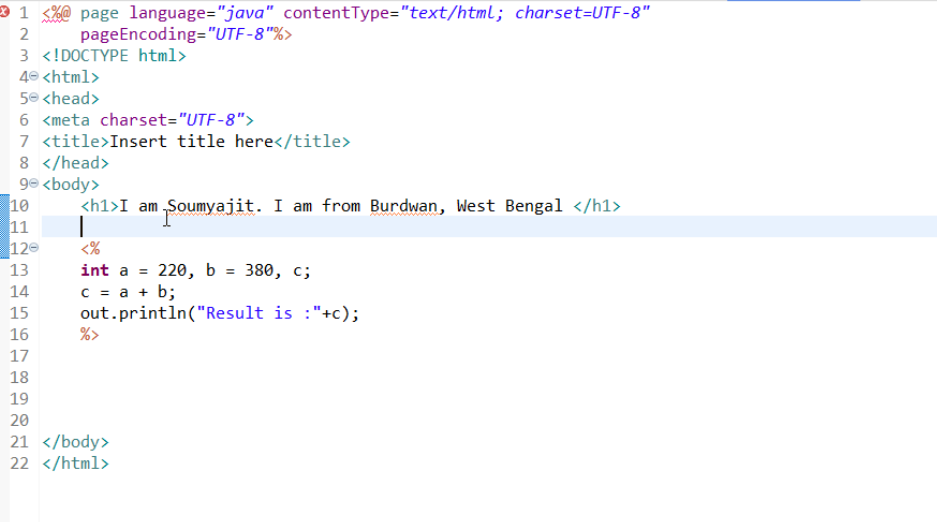 1 <%@ page language="java" contentType="text/html; charset=UTF-8"
2 pageEncoding="UTF-8"%>
3 <!DOCTYPE html>
4 <html>
5 <head>
6 <meta charset="UTF-8">
7 <title>Insert title here</title>
8 </head>
9 <body>
10 <h1>I am Soumyajit. I am from Burdwan, West Bengal </h1>
11
12 <%
13 int a = 220, b = 380, c;
14 c = a + b;
15 out.println("Result is :"+c);
16 %>
17
18
19
20
21 </body>
22 </html>